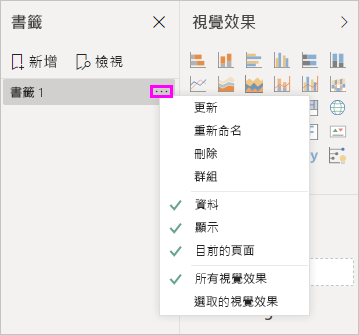 書籤
視覺效果
新增
檢視
書籤 1
更新
重新命名
刪除
群組
資料
顯示
目前的頁面
所有視覺效果
選取的視覺效果